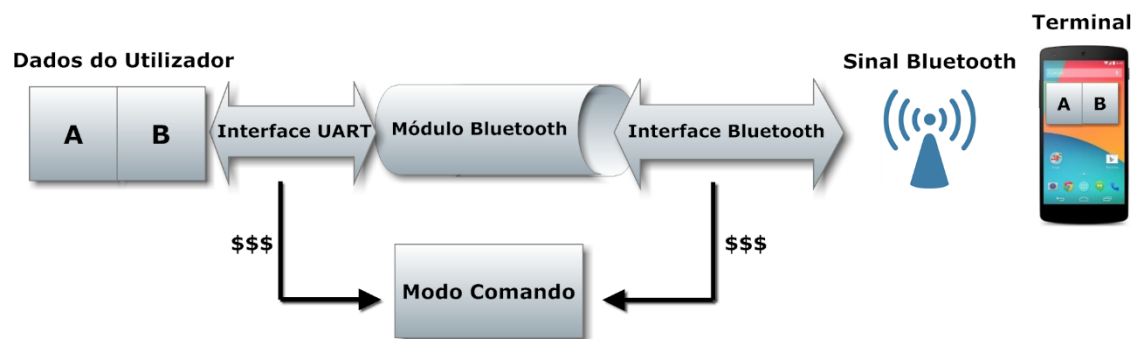 Terminal
Dados do Utilizador
Sinal Bluetooth
A B
Interface UART
Módulo Bluetooth
Interface Bluetooth
A B
$$$
$$$
Modo Comando